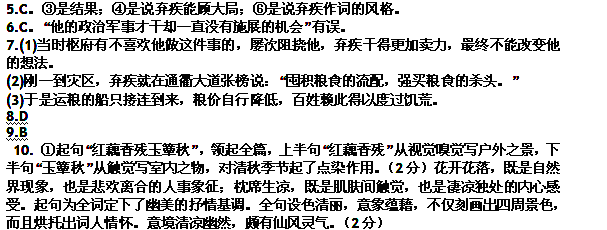 5.C。③是结果；④是说弃疾能顾大局；⑥是说弃疾作词的风格。
6.C。“他的政治军事才干却一直没有施展的机会”有误。
7.(1)当时枢府有不喜欢他做这件事的，屡次阻挠他，弃疾干得更加卖力，最终不能改变他
的想法。
(2)刚一到灾区，弃疾就在通衢大道张榜说：“囤积粮食的流配，强买粮食的杀头。”
(3)于是运粮的船只接连到来，粮价自行降低，百姓赖此得以度过饥荒。
8.D
9.B
10. ①起句“红藕香残玉簟秋”，领起全篇，上半句“红藕香残”从视觉嗅觉写户外之景，下
半句“玉簟秋”从触觉写室内之物，对清秋季节起了点染作用。（2 分）花开花落，既是自然
界现象，也是悲欢离合的人事象征；枕席生凉，既是肌肤间触觉，也是凄凉独处的内心感
受。起句为全词定下了幽美的抒情基调。全句设色清丽，意象蕴藉，不仅刻画出四周景色，
而且烘托出词人情怀。意境清凉幽然，颇有仙风灵气。（2 分）